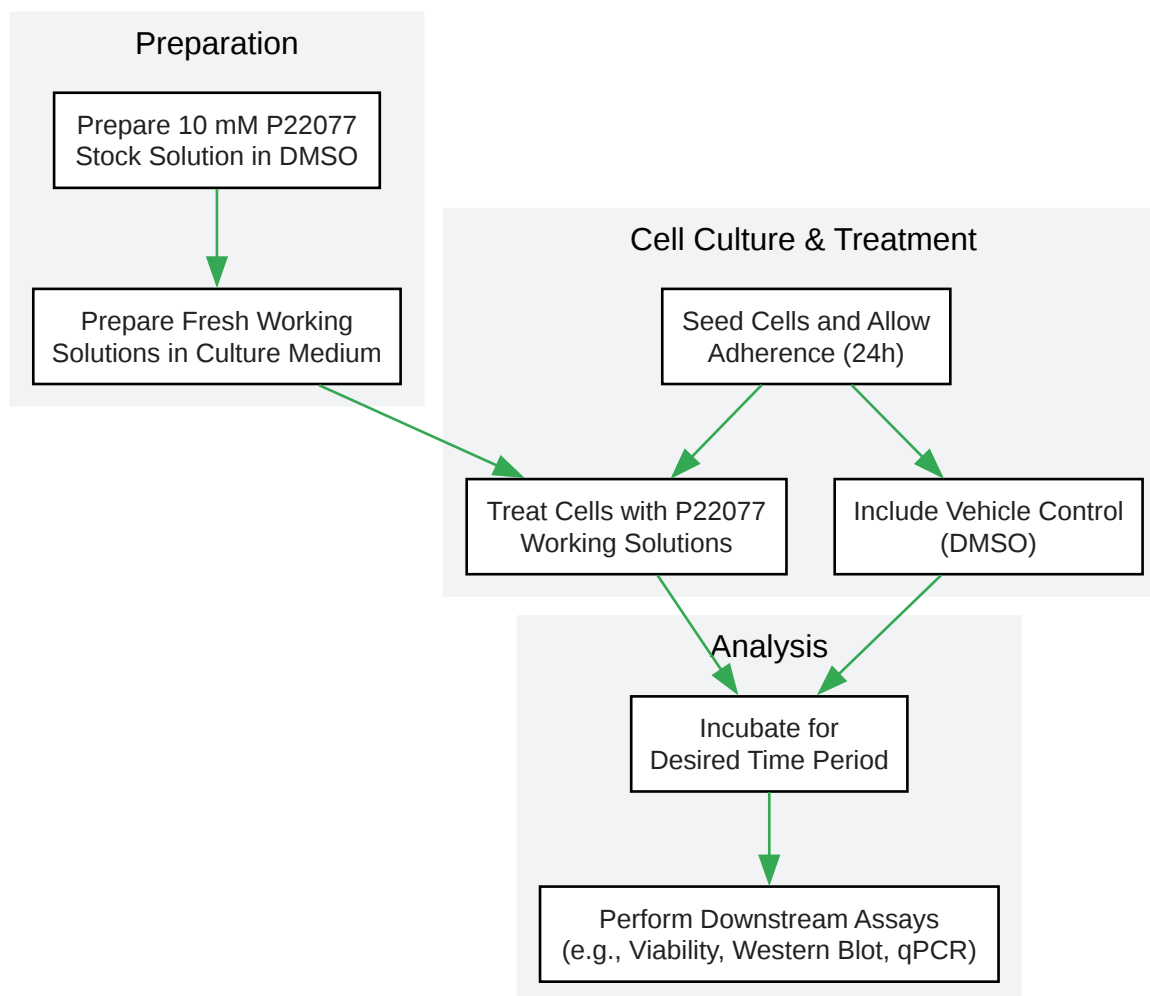 Preparation
Prepare 10 mM P22077
Stock Solution in DMSO
Prepare Fresh Working
Solutions in Culture Medium
Cell Culture & Treatment
Seed Cells and Allow
Adherence (24h)
Treat Cells with P22077
Working Solutions
Include Vehicle Control
(DMSO)
Analysis
Incubate for
Desired Time Period
Perform Downstream Assays
(e.g., Viability, Western Blot, qPCR)